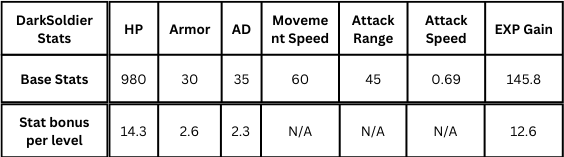 DarkSoldier Stats HP Armor AD Moveme nt Speed Attack Range Attack Speed EXP Gain
Base Stats 980 30 35 60 45 0.69 145.8
Stat bonus per level 14.3 2.6 2.3 N/A N/A N/A 12.6